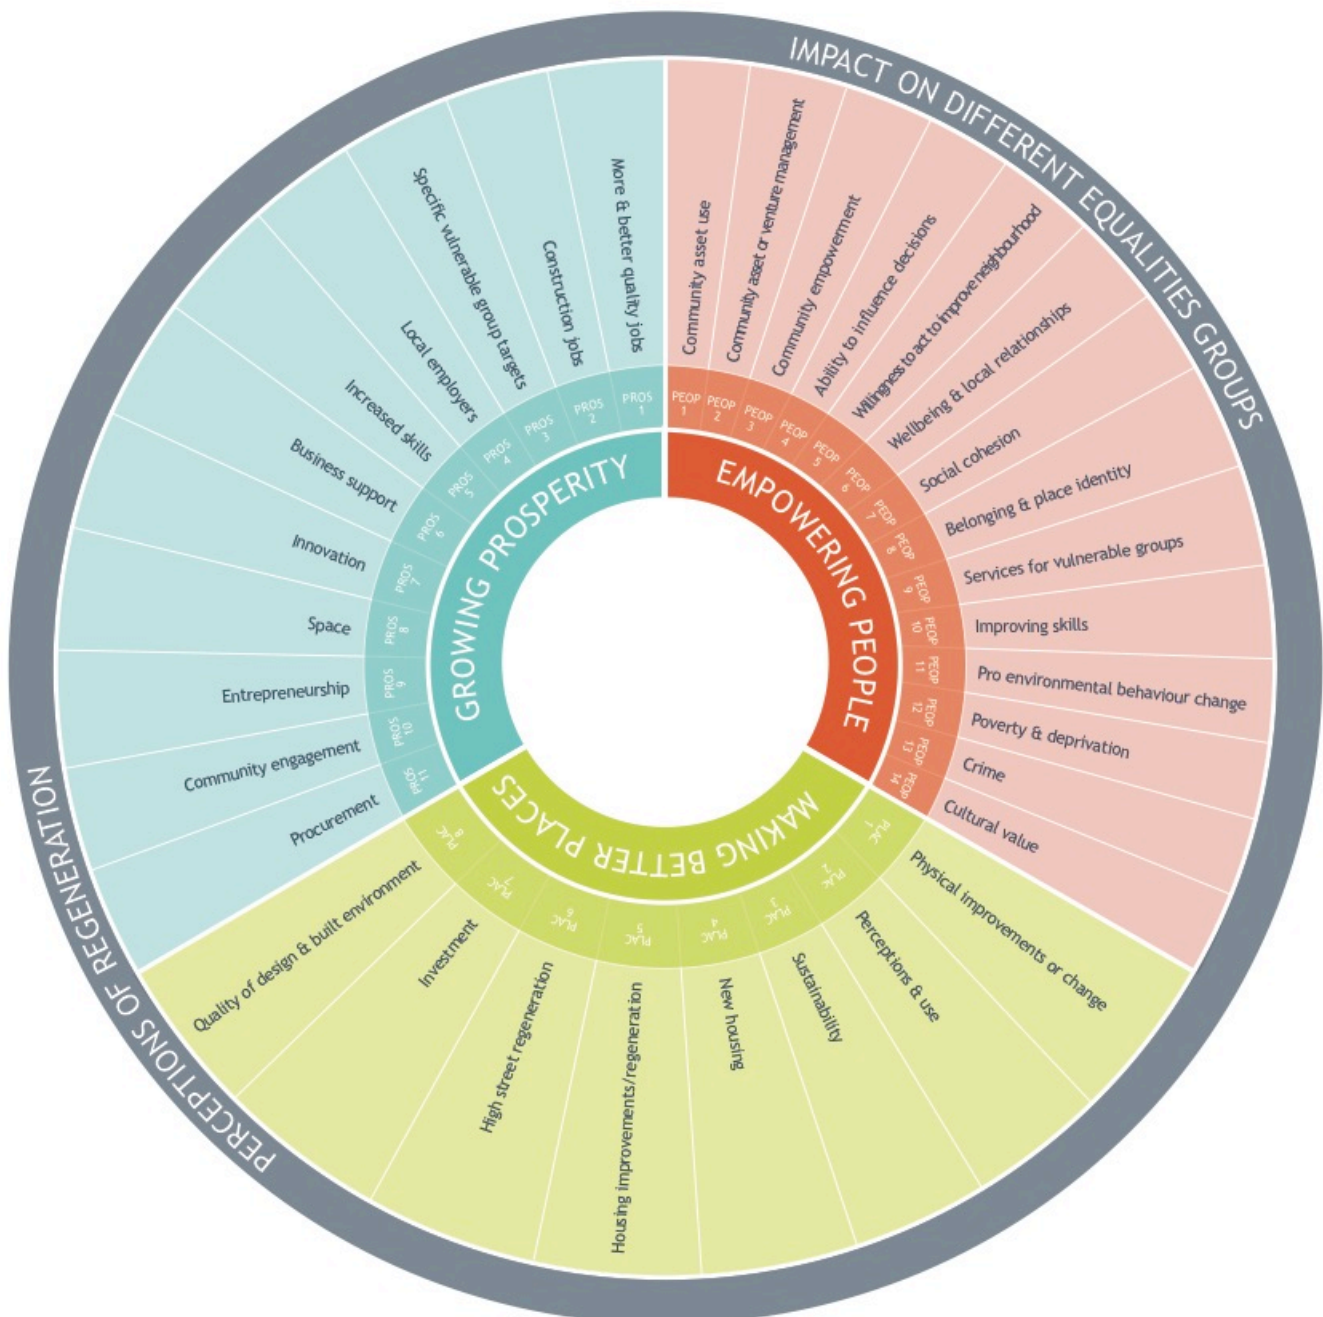 IMPACT ON DIFFERENT EQUALITIES GROUPS
PERCEPTIONS OF REGENERATION
EMPOWERING PEOPLE
PEOP 1
Community asset use
PEOP 2
Community asset or venture management
PEOP 3
Community empowerment
PEOP 4
Ability to influence decisions
PEOP 5
Willingness to act to improve neighbourhood
PEOP 6
Wellbeing & local relationships
PEOP 7
Social cohesion
PEOP 8
Belonging & place identity
PEOP 9
Services for vulnerable groups
PEOP 10
Improving skills
PEOP 11
Pro environmental behaviour change
PEOP 12
Poverty & deprivation
PEOP 13
Crime
PEOP 14
Cultural value
MAKING BETTER PLACES
PLAC 1
Physical improvements or change
PLAC 2
Perceptions & use
PLAC 3
Sustainability
PLAC 4
New housing
PLAC 5
Housing improvements/regeneration
PLAC 6
High street regeneration
PLAC 7
Investment
PLAC 8
Quality of design & built environment
GROWING PROSPERITY
PROS 1
More & better quality jobs
PROS 2
Construction jobs
PROS 3
Specific vulnerable group targets
PROS 4
Local employers
PROS 5
Increased skills
PROS 6
Business support
PROS 7
Innovation
PROS 8
Space
PROS 9
Entrepreneurship
PROS 10
Community engagement
PROS 11
Procurement